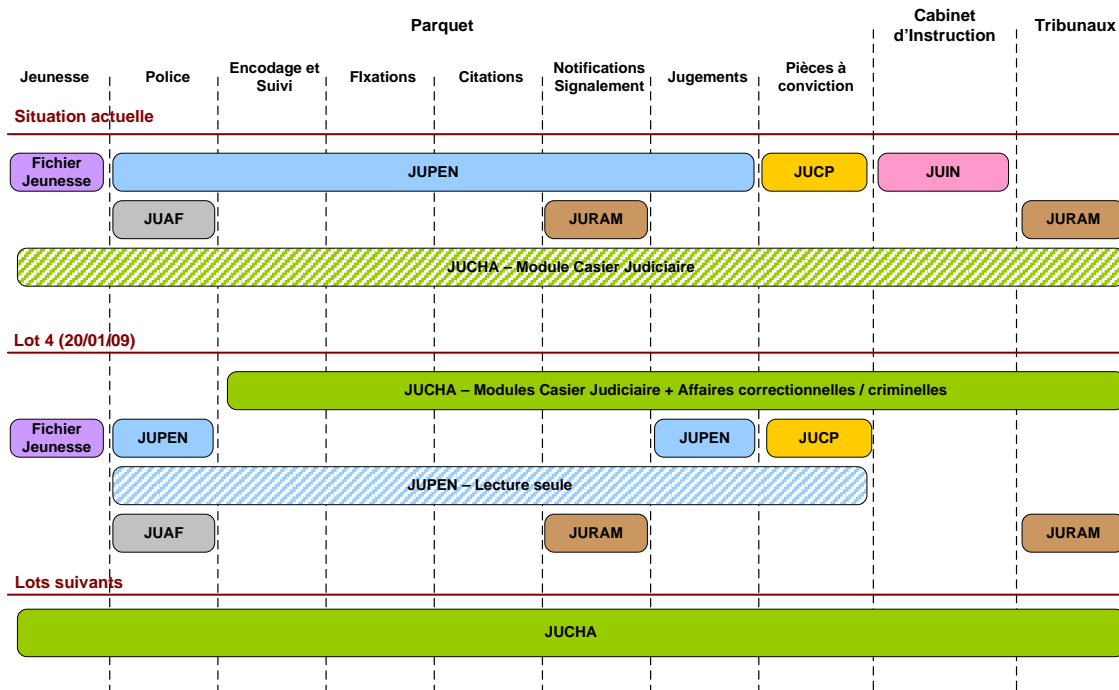 Parquet
Cabinet
d'Instruction
Tribunaux
Jeunesse
Police
Encodage et
Suivi
FIxations
Citations
Notifications
Signalement
Jugements
Pièces à
conviction
Situation actuelle
Fichier
Jeunesse
JUPEN
JUCP
JUIN
JUAF
JURAM
JURAM
JUCHA – Module Casier Judiciaire
Lot 4 (20/01/09)
JUCHA – Modules Casier Judiciaire + Affaires correctionnelles / criminelles
Fichier
Jeunesse
JUPEN
JUPEN
JUCP
JUPEN – Lecture seule
JUAF
JURAM
JURAM
Lots suivants
JUCHA